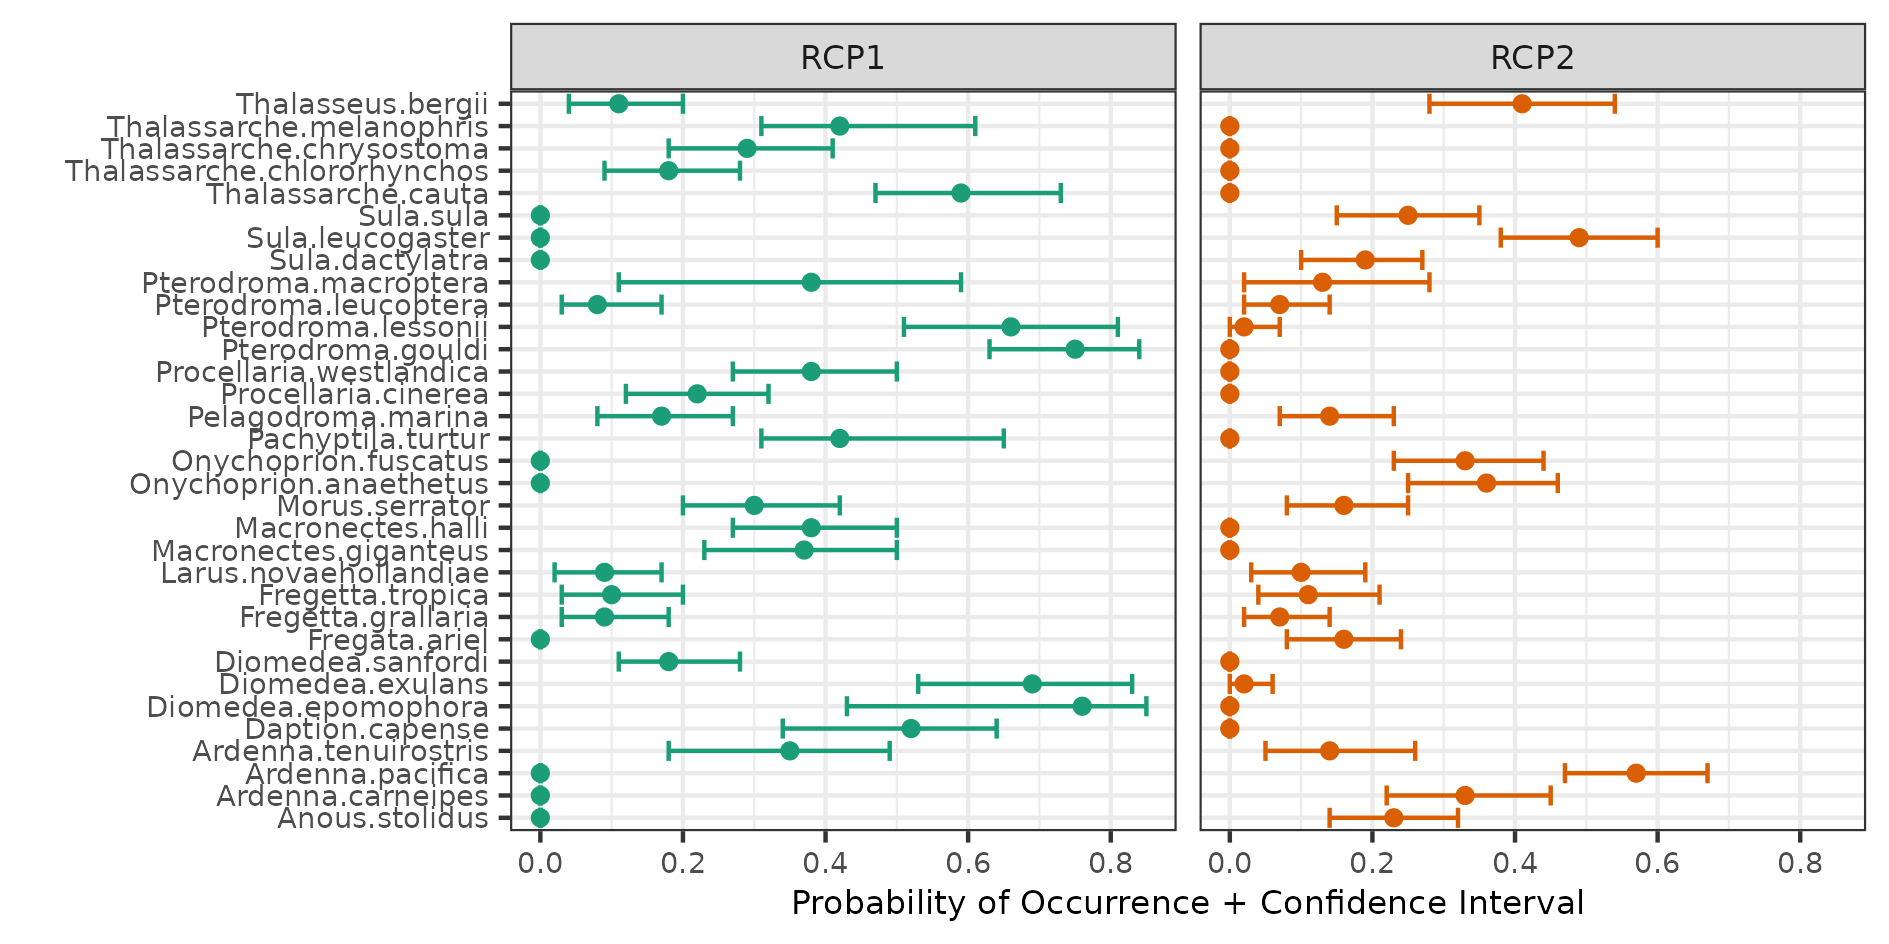 RCP1
RCP2
Thalasseus.bergii
Thalassarche.melanophris
Thalassarche.chrysostoma
Thalassarche.chlororhynchos
Thalassarche.cauta
Sula.sula
Sula.leucogaster
Sula.dactylatra
Pterodroma.macroptera
Pterodroma.leucoptera
Pterodroma.lessonii
Pterodroma.gouldi
Procellaria.westlandica
Procellaria.cinerea
Pelagodroma.marina
Pachyptila.turtur
Onychoprion.fuscatus
Onychoprion.anaethetus
Morus.serrator
Macronectes.halli
Macronectes.giganteus
Larus.novaehollandiae
Fregetta.tropica
Fregetta.grallaria
Fregata.ariel
Diomedea.sanfordi
Diomedea.exulans
Diomedea.epomophora
Daption.capense
Ardenna.tenuirostris
Ardenna.pacifica
Ardenna.carneipes
Anous.stolidus
0.0 0.2 0.4 0.6 0.8
0.0 0.2 0.4 0.6 0.8
Probability of Occurrence + Confidence Interval